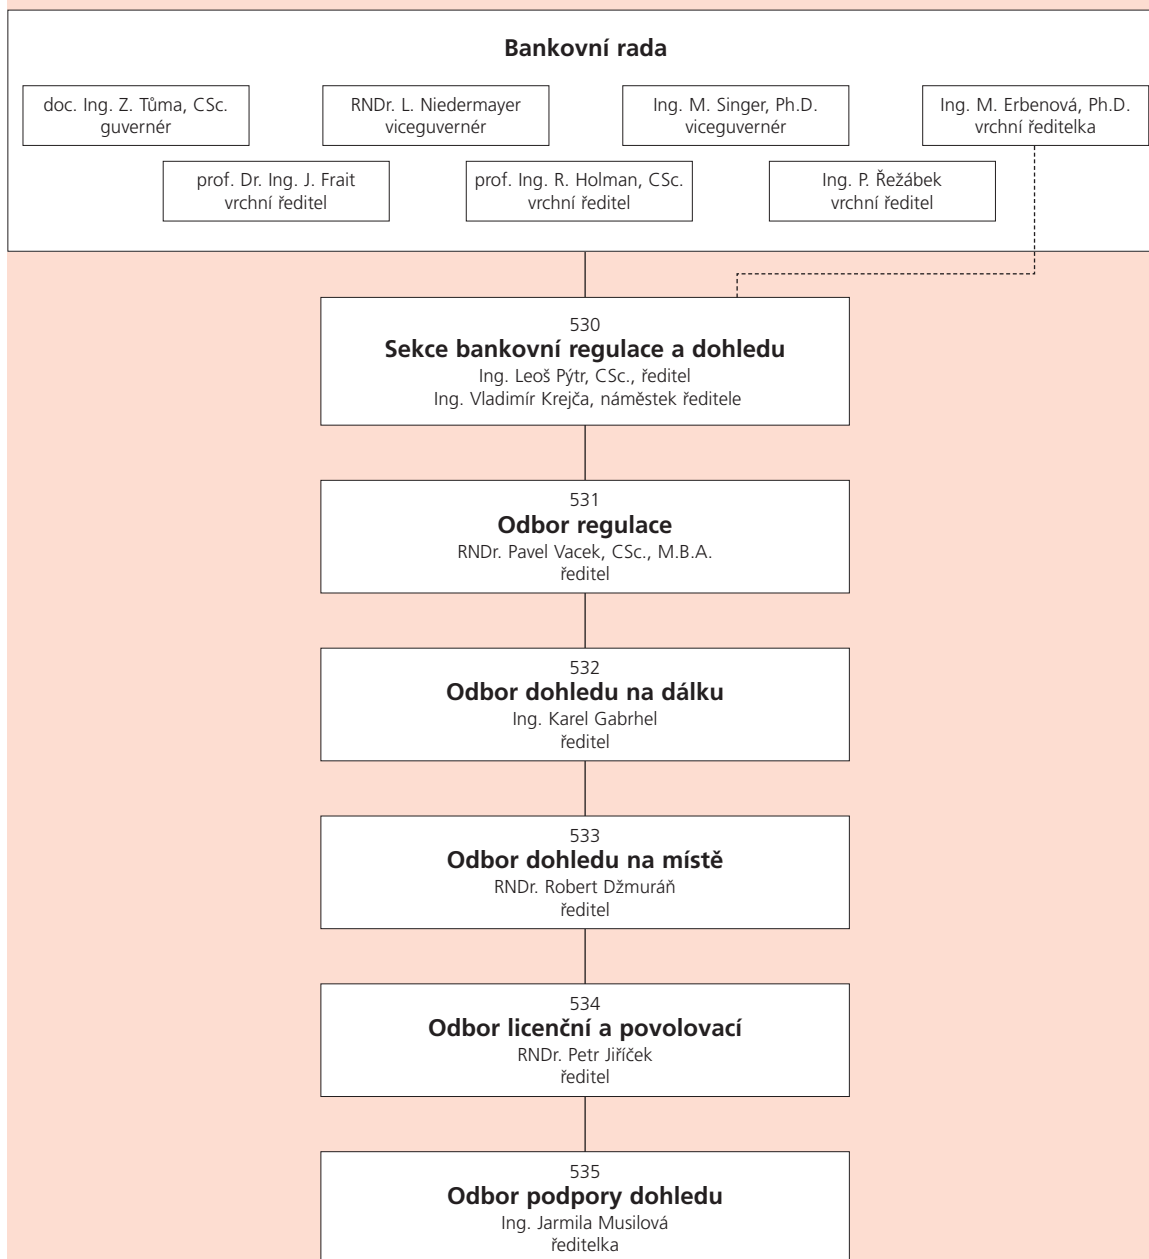 Bankovní rada
doc. Ing. Z. Tůma, CSc.
guvernér
RNDr. L. Niedermayer
viceguvernér
Ing. M. Singer, Ph.D.
viceguvernér
Ing. M. Erbenová, Ph.D.
vrchní ředitelka
prof. Dr. Ing. J. Frait
vrchní ředitel
prof. Ing. R. Holman, CSc.
vrchní ředitel
Ing. P. Řežábek
vrchní ředitel
530
Sekce bankovní regulace a dohledu
Ing. Leoš Pýtr, CSc., ředitel
Ing. Vladimír Krejča, náměstek ředitele
531
Odbor regulace
RNDr. Pavel Vacek, CSc., M.B.A.
ředitel
532
Odbor dohledu na dálku
Ing. Karel Gabrhel
ředitel
533
Odbor dohledu na místě
RNDr. Robert Džmuráň
ředitel
534
Odbor licenční a povolovací
RNDr. Petr Jiříček
ředitel
535
Odbor podpory dohledu
Ing. Jarmila Musilová
ředitelka